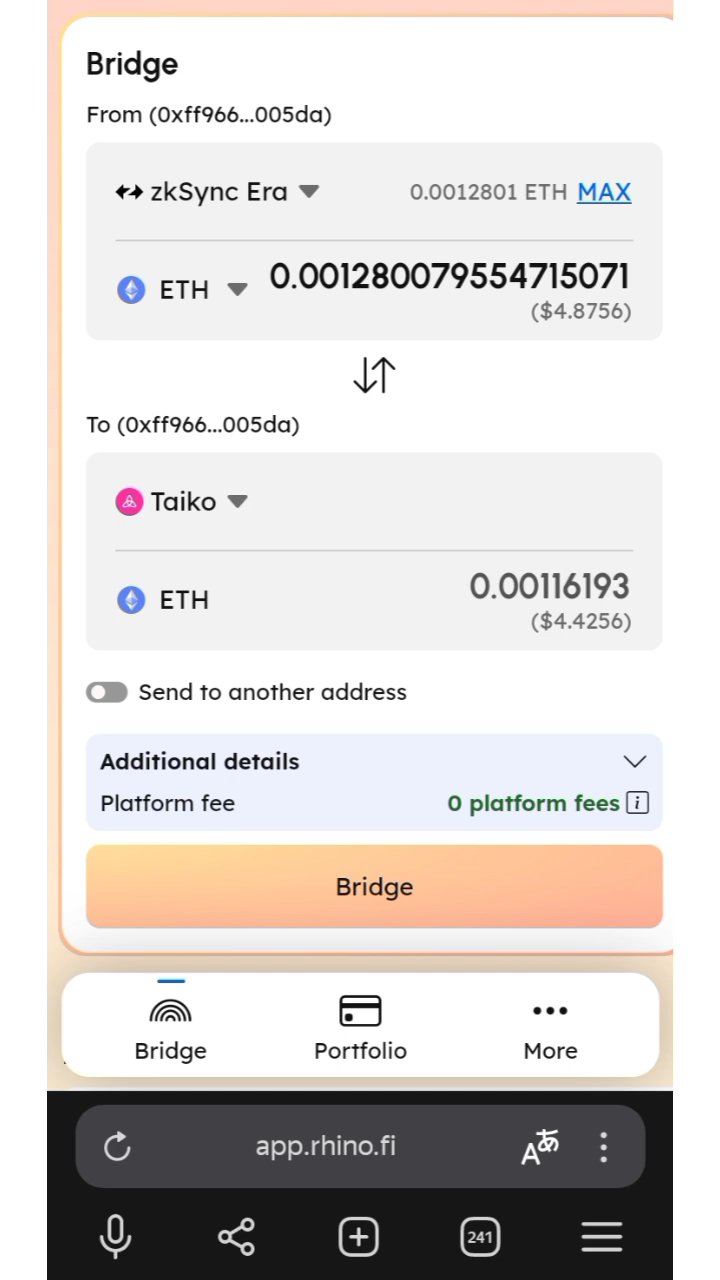 Bridge
From (0xff966...005da)
zkSync Era 0.0012801 ETH MAX
ETH 0.001280079554715071
($4.8756)
To (0xff966...005da)
Taiko
ETH 0.00116193
($4.4256)
Send to another address
Additional details
Platform fee 0 platform fees i
Bridge
Bridge Portfolio More
app.rhino.fi Aあ
241